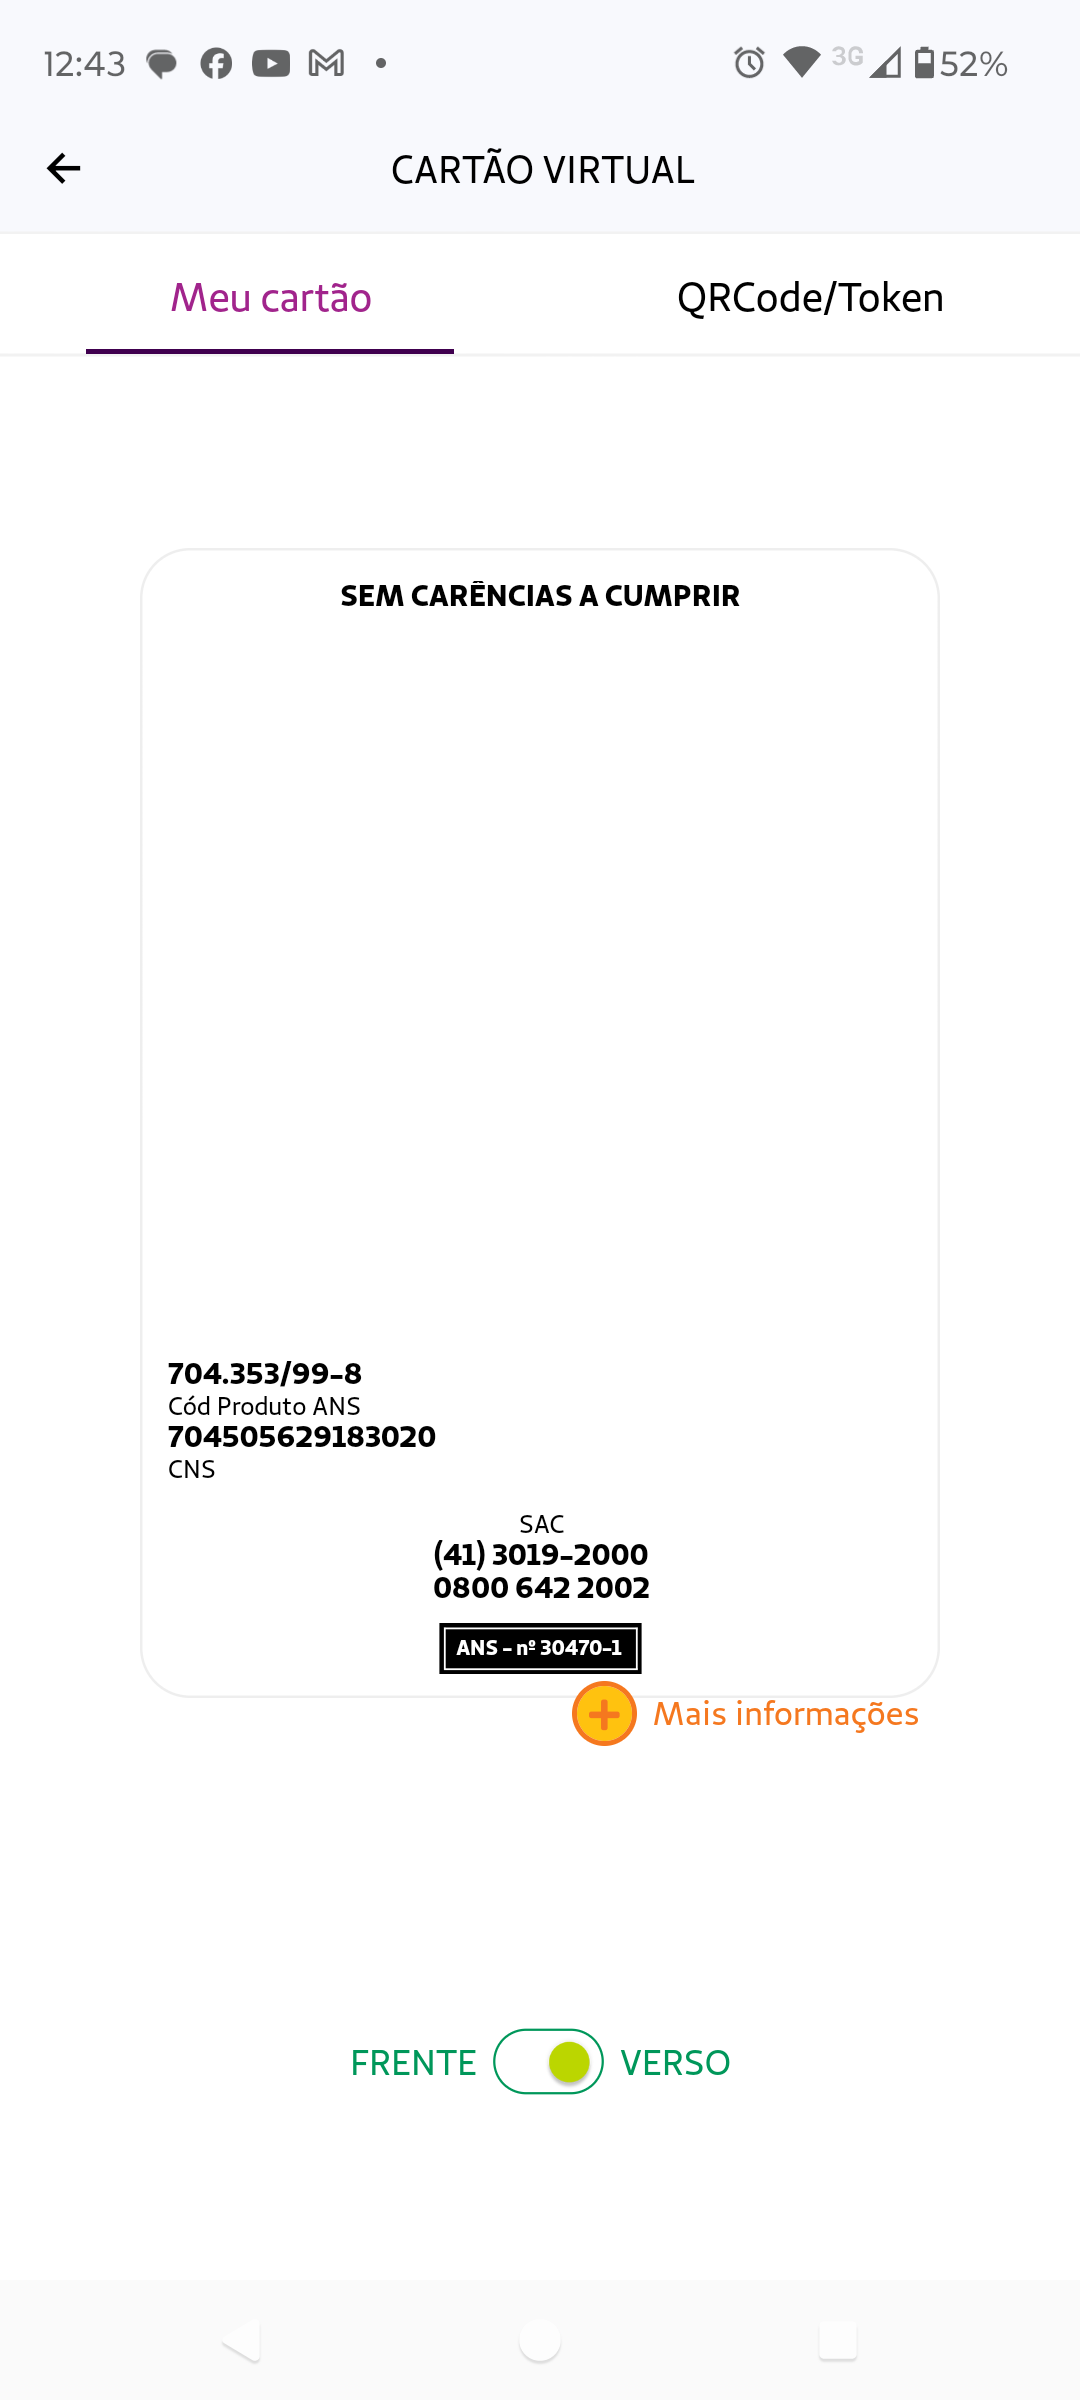 12:43
3G
52%
CARTÃO VIRTUAL
Meu cartão
QRCode/Token
SEM CARÊNCIAS A CUMPRIR
704.353/99-8
Cód Produto ANS
704505629183020
CNS
SAC
(41) 3019-2000
0800 642 2002
ANS - nº 30470-1
Mais informações
FRENTE
VERSO